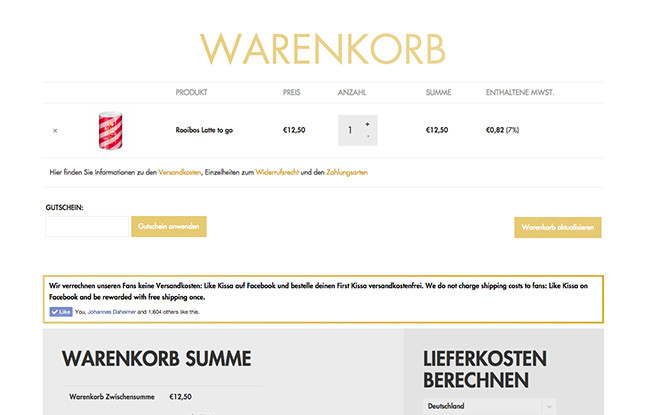 WARENKORB
PRODUKT PREIS ANZAHL SUMME ENTHALTENE MWST.
× Rooibos Latte to go €12,50 1 + - €12,50 €0,82 (7%)
Hier finden Sie Informationen zu den Versandkosten, Einzelheiten zum Widerrufsrecht und den Zahlungsarten
GUTSCHEIN:
Gutschein anwenden Warenkorb aktualisieren
Wir verrechnen unseren Fans keine Versandkosten: Like Kissa auf Facebook und bestelle deinen First Kissa versandkostenfrei. We do not charge shipping costs to fans: Like Kissa on
Facebook and be rewarded with free shipping once.
Like You, Johannes Daheimer and 1,604 others like this.
WARENKORB SUMME
Warenkorb Zwischensumme €12,50
LIEFERKOSTEN
BERECHNEN
Deutschland